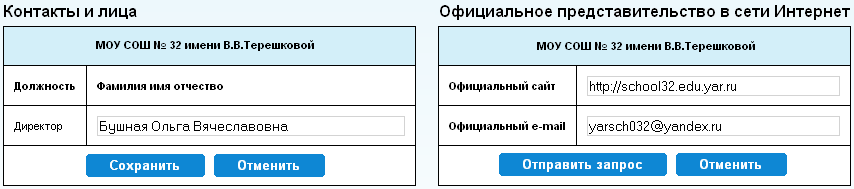 Контакты и лица
МОУ СОШ № 32 имени В.В.Терешковой
Должность Фамилия имя отчество
Директор Бушная Ольга Вячеславовна
Сохранить Отменить
Официальное представительство в сети Интернет
МОУ СОШ № 32 имени В.В.Терешковой
Официальный сайт http://school32.edu.yar.ru
Официальный e-mail yarsch032@yandex.ru
Отправить запрос Отменить